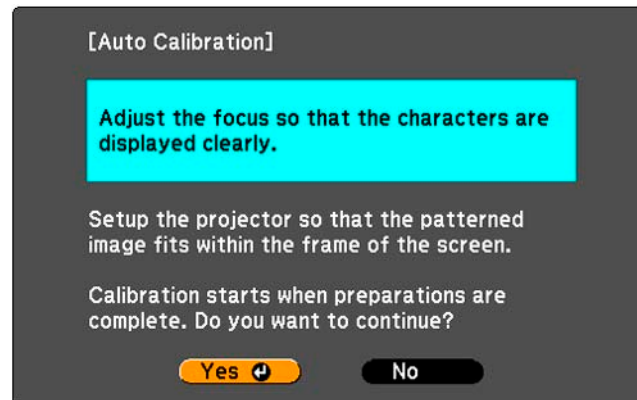 [Auto Calibration]
Adjust the focus so that the characters are
displayed clearly.
Setup the projector so that the patterned
image fits within the frame of the screen.
Calibration starts when preparations are
complete. Do you want to continue?
Yes No